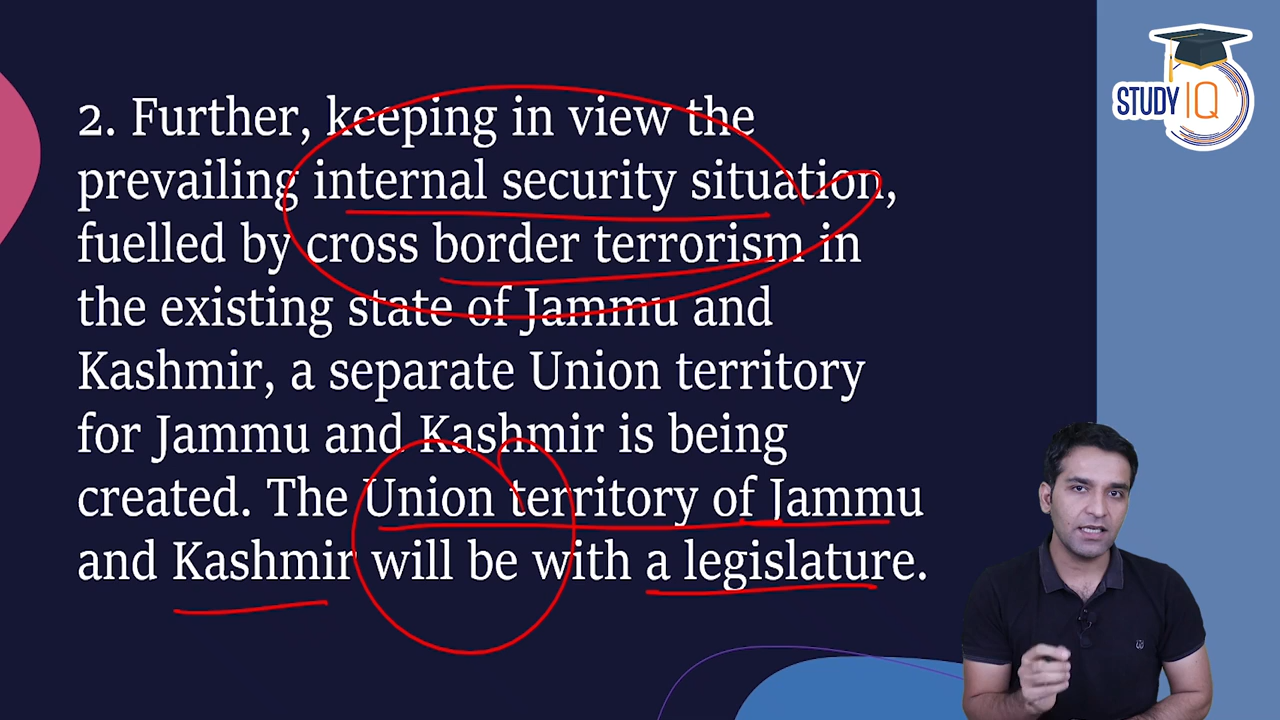 2. Further, keeping in view the
prevailing internal security situation,
fuelled by cross border terrorism in
the existing state of Jammu and
Kashmir, a separate Union territory
for Jammu and Kashmir is being
created. The Union territory of Jammu
and Kashmir will be with a legislature.
STUDY IQ